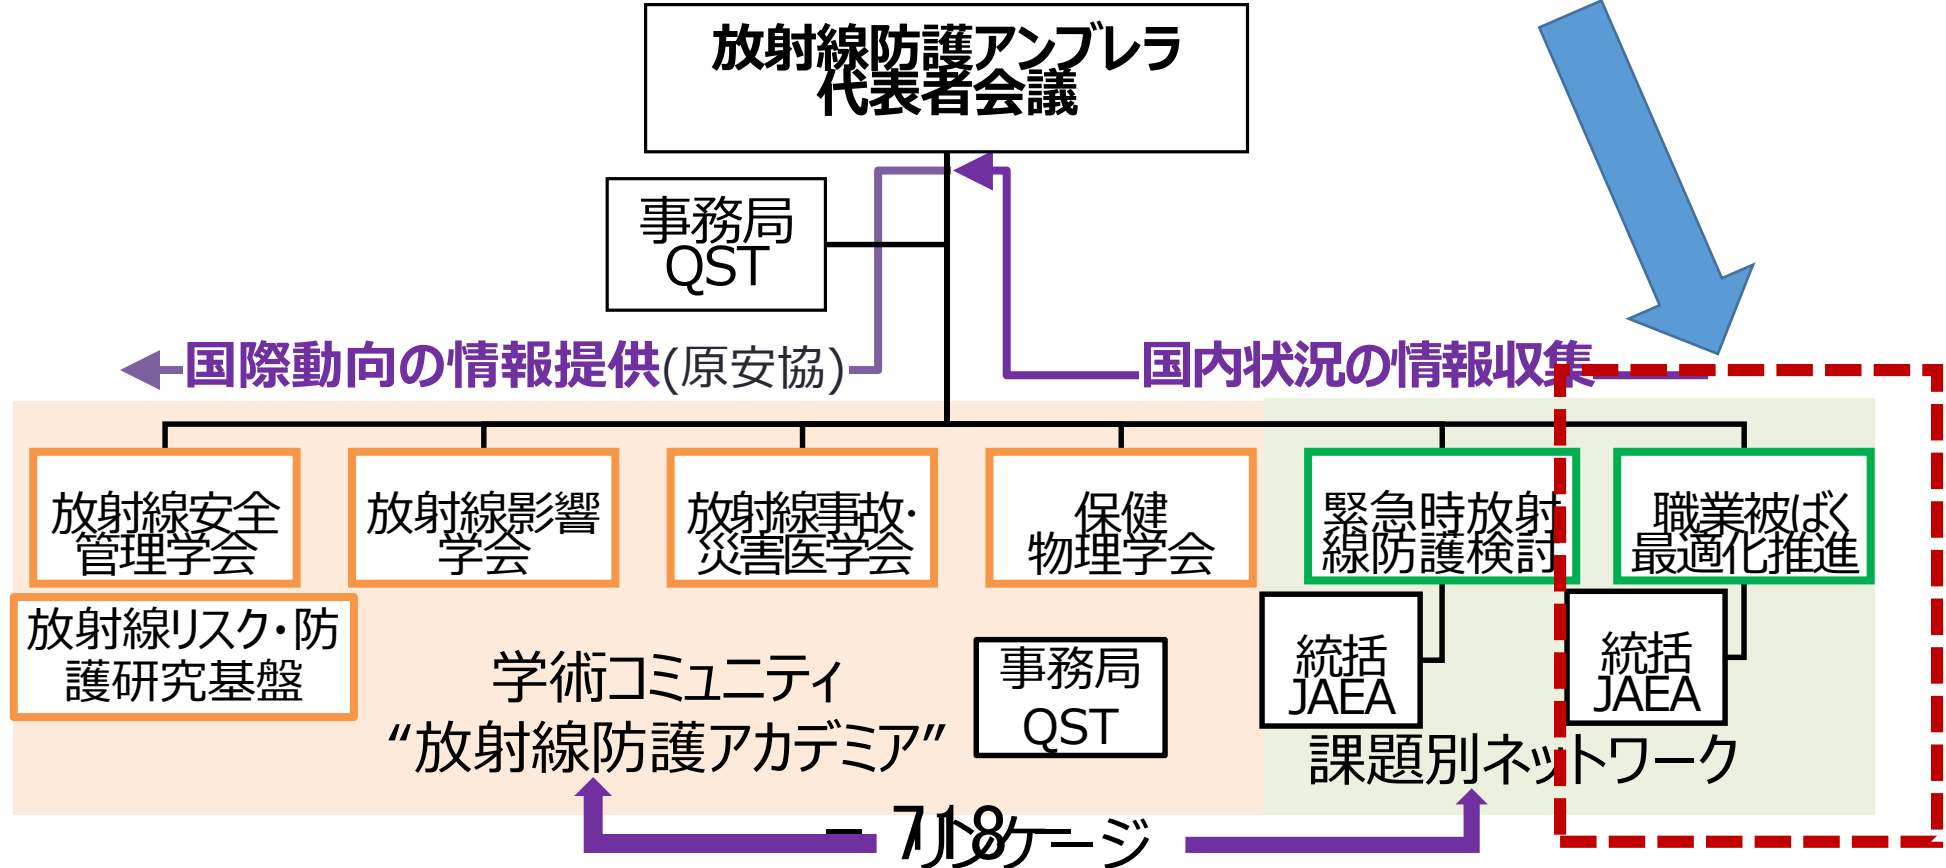 放射線防護アンブレラ
代表者会議
事務局
QST
国際動向の情報提供(原安協)
国内状況の情報収集
放射線安全
管理学会
放射線影響
学会
放射線事故・
災害医学会
保健
物理学会
緊急時放射
線防護検討
職業被ばく
最適化推進
放射線リスク・防
護研究基盤
学術コミュニティ
“放射線防護アカデミア”
事務局
QST
統括
JAEA
統括
JAEA
課題別ネットワーク
リンケージ
− 718 −